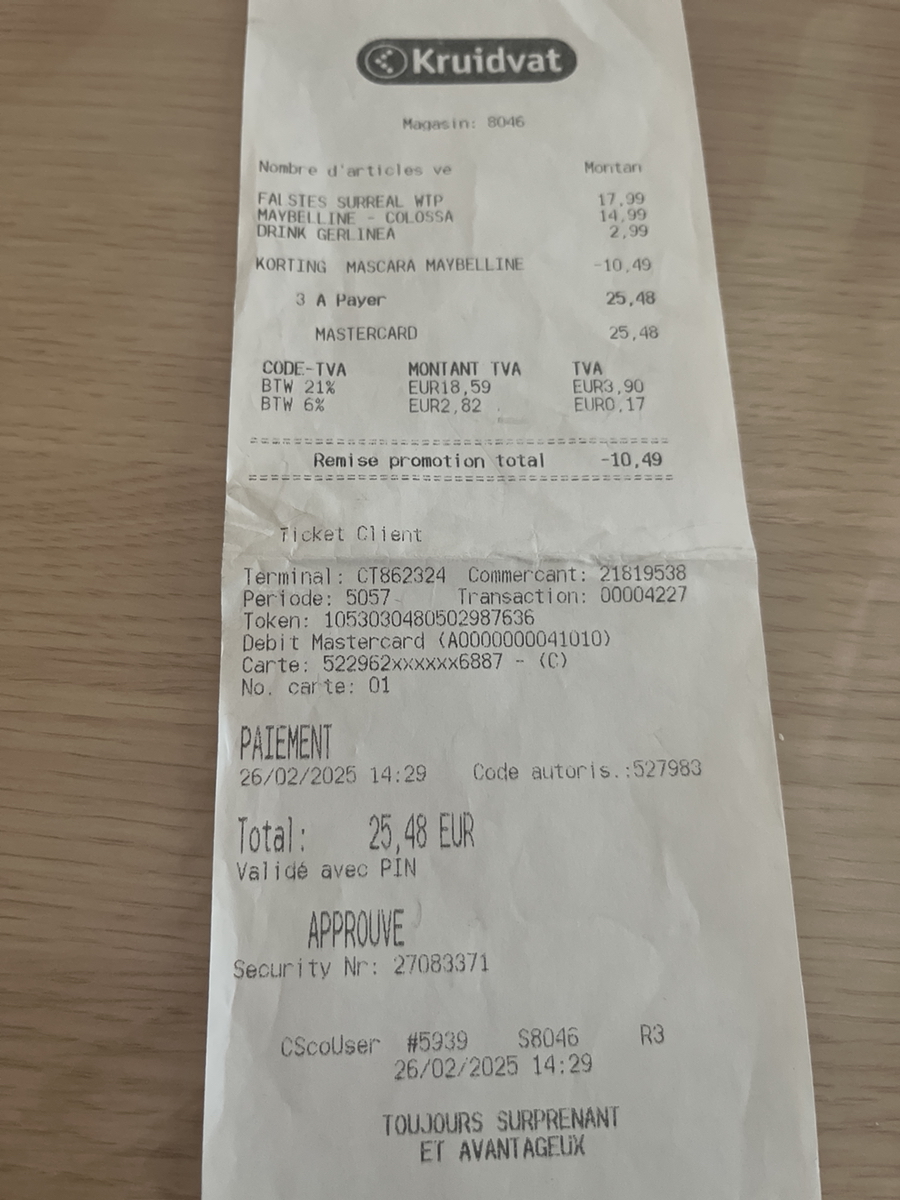 Kruidvat
Magasin: 8046
Nombre d'articles ve Montan
FALSTES SURREAL WTP 17,99
MAYBELLINE - COLOSSA 14,99
DRINK GERLINEA 2,99
KORTING MASCARA MAYBELLINE -10,49
3 A Payer 25,48
MASTERCARD 25,48
CODE-TVA MONTANT TVA TVA
BTW 21% EUR18,59 EUR3,90
BTW 6% EUR2,82 EUR0,17
============================================
Remise promotion total -10,49
============================================
Ticket Client
Terminal: CT862324 Commercant: 21819538
Periode: 5057 Transaction: 00004227
Token: 1053030480502987636
Debit Mastercard (A0000000041010)
Carte: 522962xxxxxx6887 - (C)
No. carte: 01
PAIEMENT
26/02/2025 14:29 Code autoris.:527983
Total: 25,48 EUR
Validé avec PIN
APPROUVE
Security Nr: 27083371
CScoUser #5939 S8046 R3
26/02/2025 14:29
TOUJOURS SURPRENANT
ET AVANTAGEUX